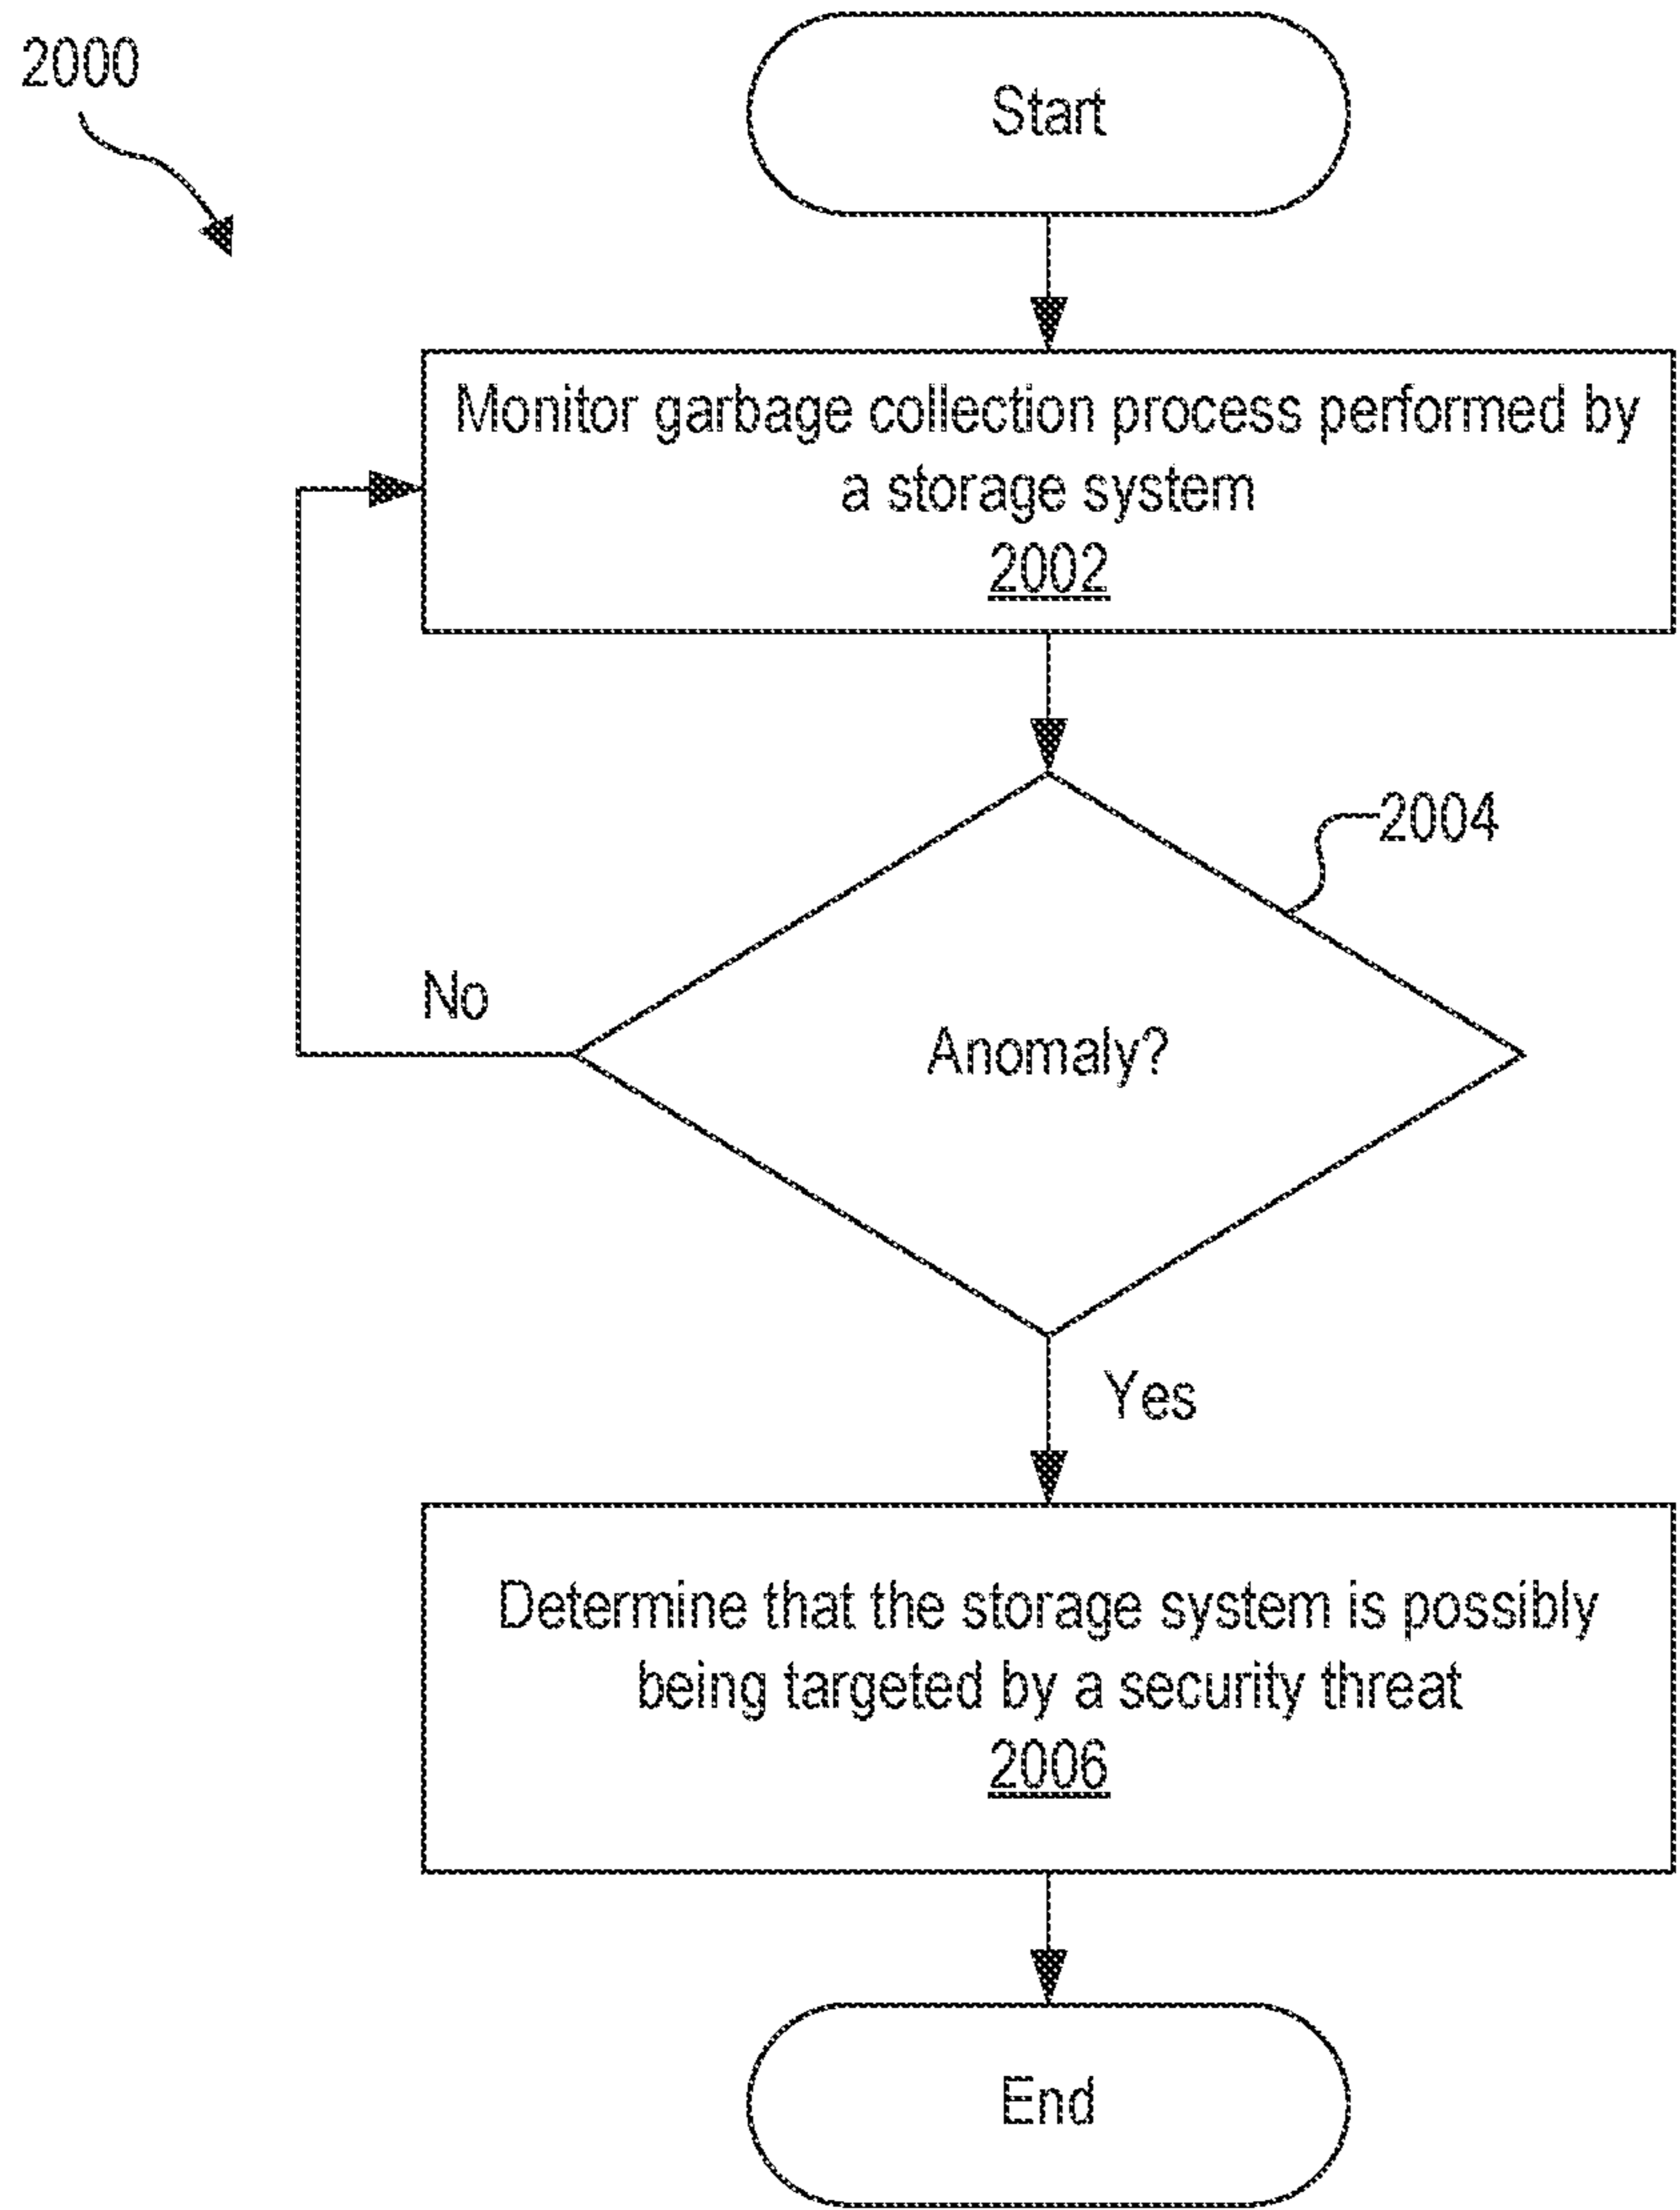 2000
Start
Monitor garbage collection process performed by
a storage system
2002
2004
No
Anomaly?
Yes
Determine that the storage system is possibly
being targeted by a security threat
2006
End